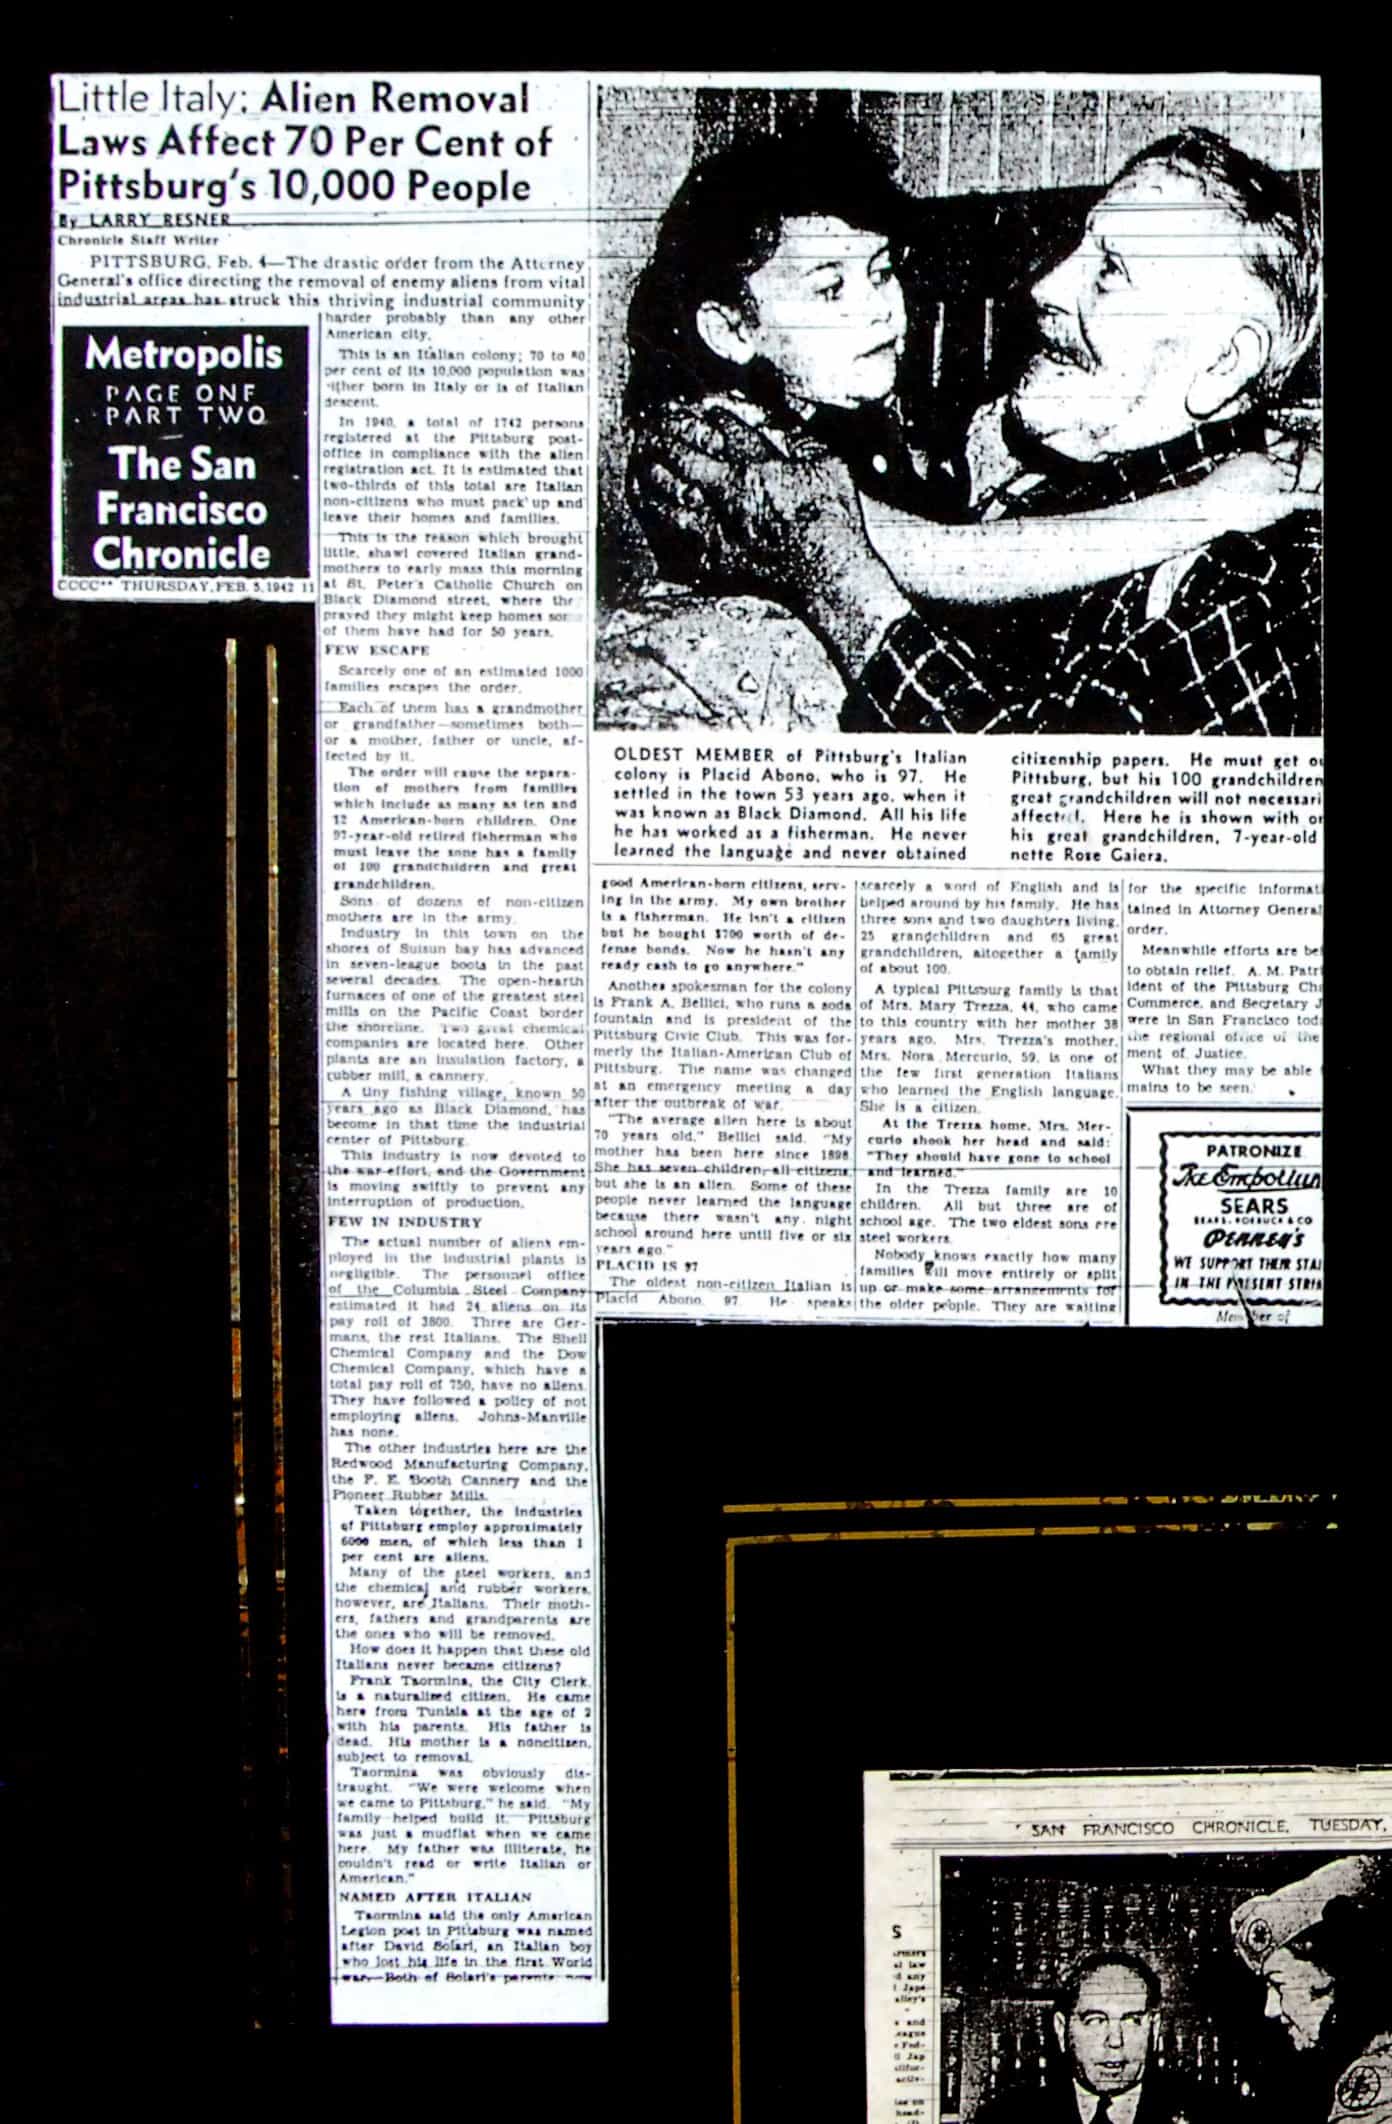 Little Italy; Alien Removal
Laws Affect 70 Per Cent of
Pittsburg's 10,000 People
By LARRY RESNER
Chronicle Staff Writer
PITTSBURG, Feb. 4—The drastic order from the Attorney
General's office directing the removal of enemy aliens from vital
industrial areas has struck this thriving industrial community
Metropolis
PAGE ONE
PART TWO
The San
Francisco
Chronicle
CCCC** THURSDAY, FEB. 5, 1942 11
harder probably than any other
American city.
This is an Italian colony; 70 to 80
per cent of its 10,000 population was
either born in Italy or is of Italian
descent.
In 1940, a total of 1742 persons
registered at the Pittsburg post-
office in compliance with the alien
registration act. It is estimated that
two-thirds of this total are Italian
non-citizens who must pack up and
leave their homes and families.
This is the reason which brought
little, shawl covered Italian grand-
mothers to early mass this morning
at St. Peter's Catholic Church on
Black Diamond street, where the
prayed they might keep homes som
of them have had for 50 years.
FEW ESCAPE
Scarcely one of an estimated 1000
families escapes the order.
Each of them has a grandmother
or grandfather—sometimes both—
or a mother, father or uncle, af-
fected by it.
The order will cause the separa-
tion of mothers from families
which include as many as ten and
12 American-born children. One
97-year-old retired fisherman who
must leave the zone has a family
of 100 grandchildren and great
grandchildren.
Sons of dozens of non-citizen
mothers are in the army.
Industry in this town on the
shores of Suisun bay has advanced
in seven-league boots in the past
several decades. The open-hearth
furnaces of one of the greatest steel
mills on the Pacific Coast border
the shoreline. Two great chemical
companies are located here. Other
plants are an insulation factory, a
rubber mill, a cannery.
A tiny fishing village, known 50
years ago as Black Diamond, has
become in that time the industrial
center of Pittsburg.
This industry is now devoted to
the war effort, and the Government
is moving swiftly to prevent any
interruption of production.
FEW IN INDUSTRY
The actual number of aliens em-
ployed in the industrial plants is
negligible. The personnel office
of the Columbia Steel Company
estimated it had 24 aliens on its
pay roll of 3800. Three are Ger-
mans, the rest Italians. The Shell
Chemical Company and the Dow
Chemical Company, which have a
total pay roll of 750, have no aliens.
They have followed a policy of not
employing aliens. Johns-Manville
has none.
The other industries here are the
Redwood Manufacturing Company,
the F. E. Booth Cannery and the
Pioneer Rubber Mills.
Taken together, the industries
of Pittsburg employ approximately
6000 men, of which less than 1
per cent are aliens.
Many of the steel workers, and
the chemical and rubber workers,
however, are Italians. Their moth-
ers, fathers and grandparents are
the ones who will be removed.
How does it happen that these old
Italians never became citizens?
Frank Taormina, the City Clerk,
is a naturalized citizen. He came
here from Tunisia at the age of 2
with his parents. His father is
dead. His mother is a noncitizen,
subject to removal.
Taormina was obviously dis-
traught. "We were welcome when
we came to Pittsburg," he said. "My
family helped build it. Pittsburg
was just a mudflat when we came
here. My father was illiterate, he
couldn't read or write Italian or
American."
NAMED AFTER ITALIAN
Taormina said the only American
Legion post in Pittsburg was named
after David Solari, an Italian boy
who lost his life in the first World
war. Both of Solari's parents now
OLDEST MEMBER of Pittsburg's Italian
colony is Placid Abono, who is 97. He
settled in the town 53 years ago, when it
was known as Black Diamond. All his life
he has worked as a fisherman. He never
learned the language and never obtained
citizenship papers. He must get ou
Pittsburg, but his 100 grandchildren
great grandchildren will not necessari
affected. Here he is shown with on
his great grandchildren, 7-year-old
nette Rose Gaiera.
good American-born citizens, serv-
ing in the army. My own brother
is a fisherman. He isn't a citizen
but he bought $700 worth of de-
fense bonds. Now he hasn't any
ready cash to go anywhere."
Another spokesman for the colony
is Frank A. Bellici, who runs a soda
fountain and is president of the
Pittsburg Civic Club. This was for-
merly the Italian-American Club of
Pittsburg. The name was changed
at an emergency meeting a day
after the outbreak of war.
"The average alien here is about
70 years old," Bellici said. "My
mother has been here since 1898.
She has seven children, all citizens,
but she is an alien. Some of these
people never learned the language
because there wasn't any night
school around here until five or six
years ago."
PLACID IS 97
The oldest non-citizen Italian is
Placid Abono, 97. He speaks
scarcely a word of English and is
helped around by his family. He has
three sons and two daughters living,
25 grandchildren and 65 great
grandchildren, altogether a family
of about 100.
A typical Pittsburg family is that
of Mrs. Mary Trezza, 44, who came
to this country with her mother 38
years ago. Mrs. Trezza's mother,
Mrs. Nora Mercurio, 59, is one of
the few first generation Italians
who learned the English language.
She is a citizen.
At the Trezza home, Mrs. Mer-
curio shook her head and said:
"They should have gone to school
and learned."
In the Trezza family are 10
children. All but three are of
school age. The two eldest sons are
steel workers.
Nobody knows exactly how many
families will move entirely or split
up or make some arrangements for
the older people. They are waiting
for the specific informat
tained in Attorney General
order.
Meanwhile efforts are bei
to obtain relief. A. M. Patri
ident of the Pittsburg Cha
Commerce, and Secretary J
were in San Francisco tod
the regional office of the
ment of Justice.
What they may be able
mains to be seen.
PATRONIZE
The Emporium
SEARS
SEARS, ROEBUCK & CO
PENNEY'S
WE SUPPORT THEIR STA
IN THE PRESENT STRI
Member of
SAN FRANCISCO CHRONICLE, TUESDAY,
S
al law
d any
Jape
alley's
s and
eague
e Fed-
Jap
head-